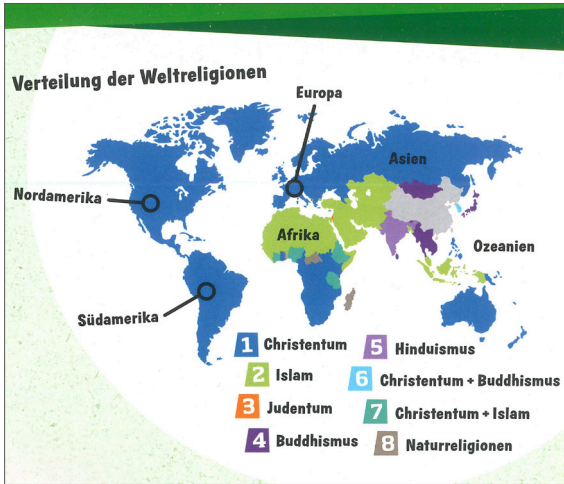 Verteilung der Weltreligionen
Europa
Asien
Nordamerika
Afrika
Ozeanien
Südamerika
1 Christentum
2 Islam
3 Judentum
4 Buddhismus
5 Hinduismus
6 Christentum + Buddhismus
7 Christentum + Islam
8 Naturreligionen